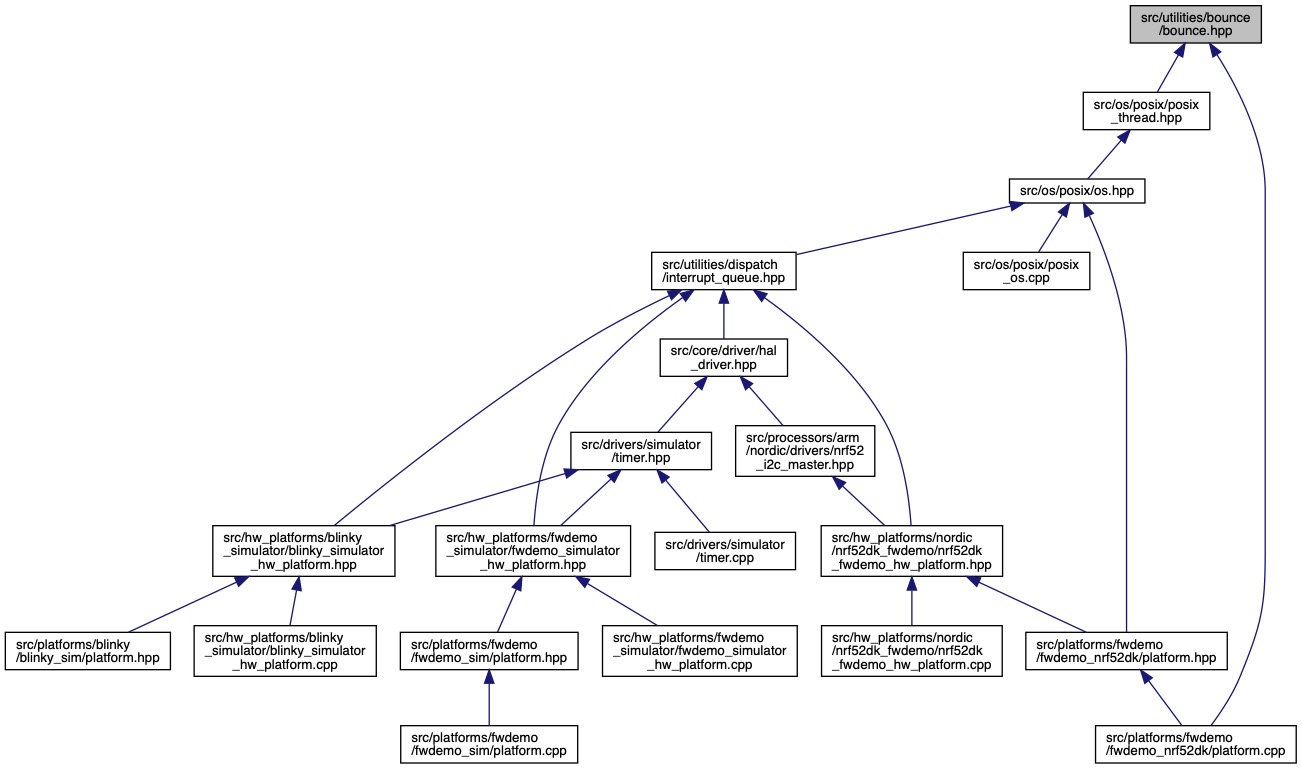 src/utilities/bounce
/bounce.hpp
src/os/posix/posix
_thread.hpp
src/os/posix/os.hpp
src/utilities/dispatch
/interrupt_queue.hpp
src/os/posix/posix
_os.cpp
src/core/driver/hal
_driver.hpp
src/drivers/simulator
/timer.hpp
src/processors/arm
/nordic/drivers/nrf52
_i2c_master.hpp
src/hw_platforms/blinky
_simulator/blinky_simulator
_hw_platform.hpp
src/hw_platforms/fwdemo
_simulator/fwdemo_simulator
_hw_platform.hpp
src/drivers/simulator
/timer.cpp
src/hw_platforms/nordic
/nrf52dk_fwdemo/nrf52dk
_fwdemo_hw_platform.hpp
src/platforms/blinky
/blinky_sim/platform.hpp
src/hw_platforms/blinky
_simulator/blinky_simulator
_hw_platform.cpp
src/platforms/fwdemo
/fwdemo_sim/platform.hpp
src/hw_platforms/fwdemo
_simulator/fwdemo_simulator
_hw_platform.cpp
src/hw_platforms/nordic
/nrf52dk_fwdemo/nrf52dk
_fwdemo_hw_platform.cpp
src/platforms/fwdemo
/fwdemo_nrf52dk/platform.hpp
src/platforms/fwdemo
/fwdemo_sim/platform.cpp
src/platforms/fwdemo
/fwdemo_nrf52dk/platform.cpp